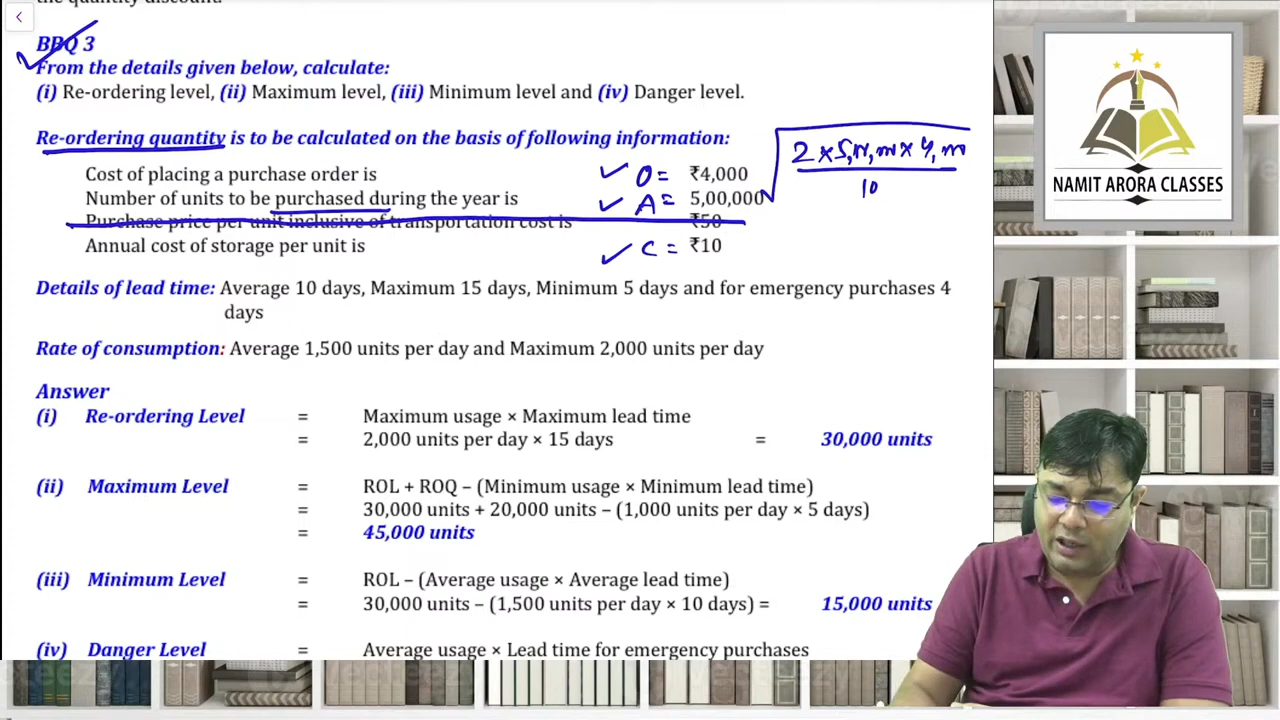 the quantity discount.
BBQ 3
From the details given below, calculate:
(i) Re-ordering level, (ii) Maximum level, (iii) Minimum level and (iv) Danger level.
Re-ordering quantity is to be calculated on the basis of following information:
Cost of placing a purchase order is O = ₹4,000
Number of units to be purchased during the year is A = 5,00,000
Purchase price per unit inclusive of transportation cost is ₹50
Annual cost of storage per unit is C = ₹10
2 ×
10
NAMIT ARORA CLASSES
Details of lead time: Average 10 days, Maximum 15 days, Minimum 5 days and for emergency purchases 4
days
Rate of consumption: Average 1,500 units per day and Maximum 2,000 units per day
Answer
(i) Re-ordering Level = Maximum usage × Maximum lead time
= 2,000 units per day × 15 days = 30,000 units
(ii) Maximum Level = ROL + ROQ – (Minimum usage × Minimum lead time)
= 30,000 units + 20,000 units – (1,000 units per day × 5 days)
= 45,000 units
(iii) Minimum Level = ROL – (Average usage × Average lead time)
= 30,000 units – (1,500 units per day × 10 days) = 15,000 units
(iv) Danger Level = Average usage × Lead time for emergency purchases